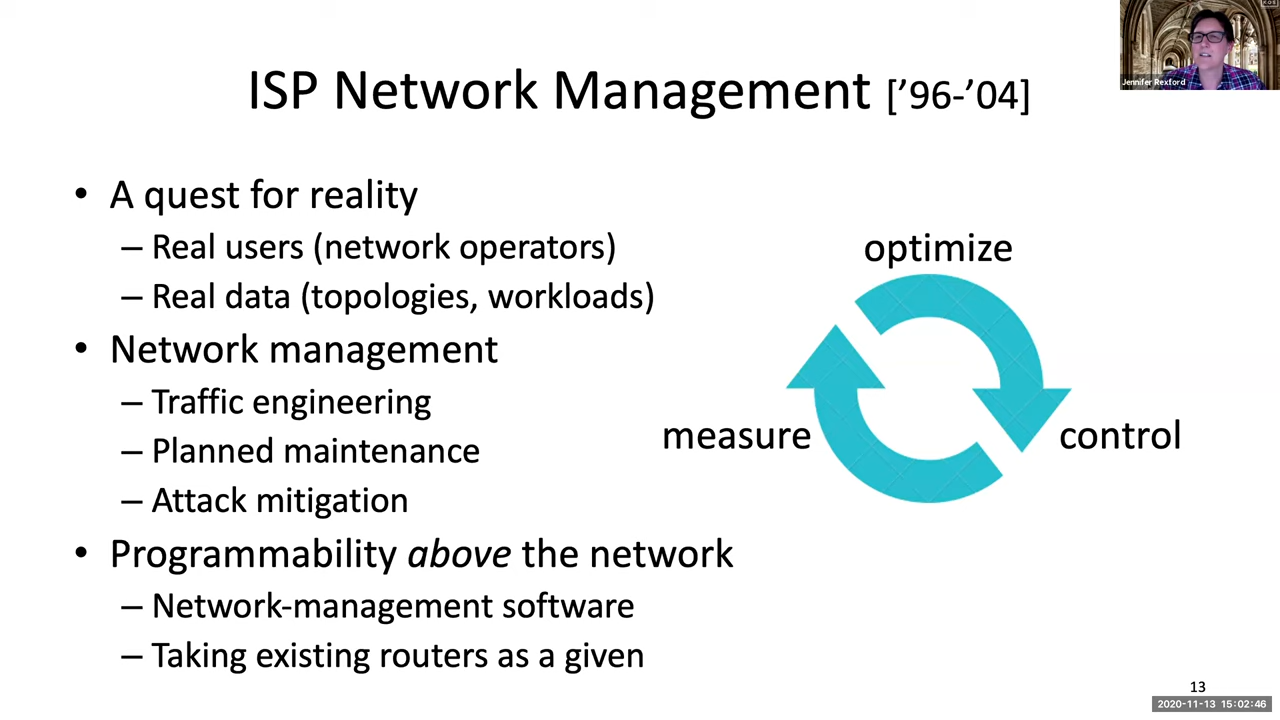 ISP Network Management [’96-’04]
Jennifer Rexford
• A quest for reality
– Real users (network operators)
– Real data (topologies, workloads)
• Network management
– Traffic engineering
– Planned maintenance
– Attack mitigation
• Programmability above the network
– Network-management software
– Taking existing routers as a given
optimize
measure
control
13
2020-11-13 15:02:46